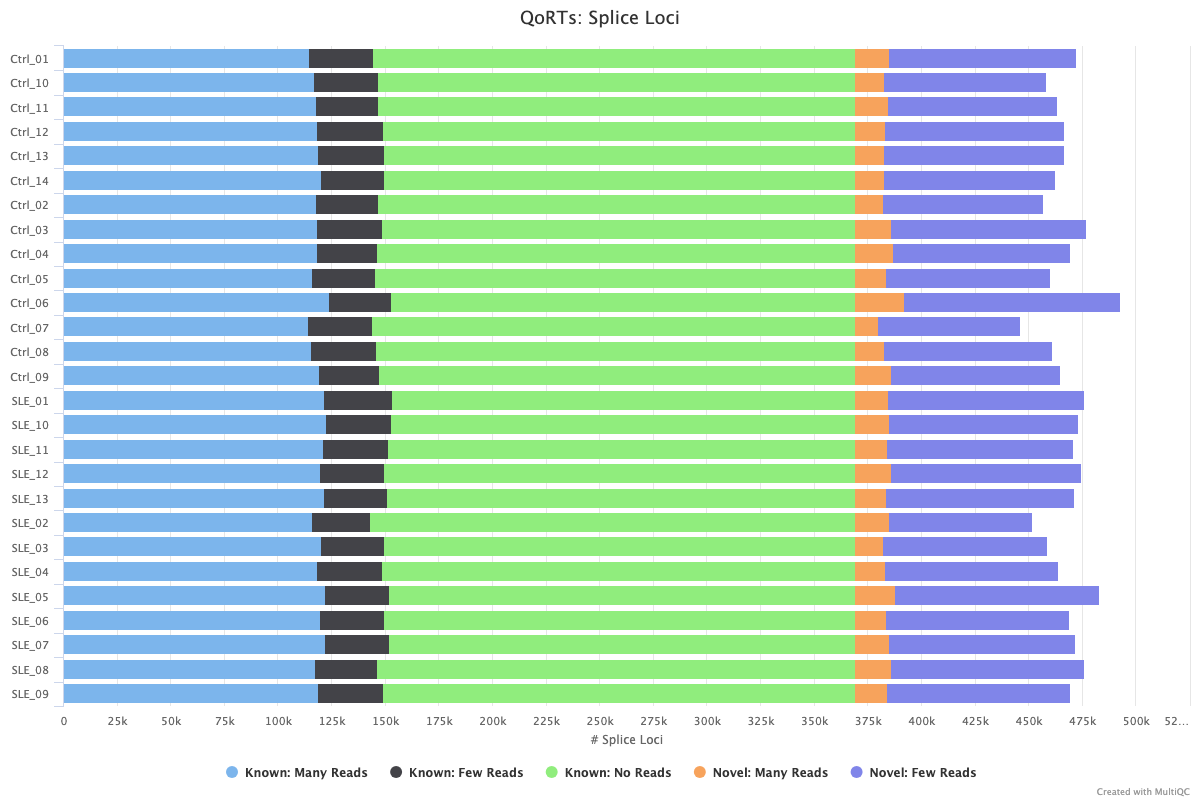 QoRTs: Splice Loci
Ctrl_01
Ctrl_10
Ctrl_11
Ctrl_12
Ctrl_13
Ctrl_14
Ctrl_02
Ctrl_03
Ctrl_04
Ctrl_05
Ctrl_06
Ctrl_07
Ctrl_08
Ctrl_09
SLE_01
SLE_10
SLE_11
SLE_12
SLE_13
SLE_02
SLE_03
SLE_04
SLE_05
SLE_06
SLE_07
SLE_08
SLE_09
0 25k 50k 75k 100k 125k 150k 175k 200k 225k 250k 275k 300k 325k 350k 375k 400k 425k 450k 475k 500k 52...
# Splice Loci
Known: Many Reads Known: Few Reads Known: No Reads Novel: Many Reads Novel: Few Reads
Created with MultiQC